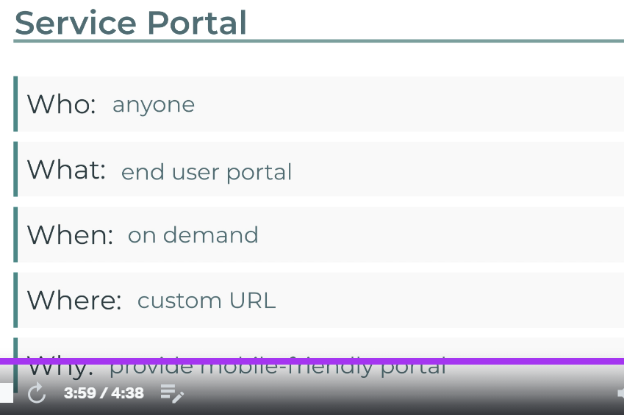 Service Portal
Who: anyone
What: end user portal
When: on demand
Where: custom URL
Why: provide mobile-friendly portal
3:59 / 4:38